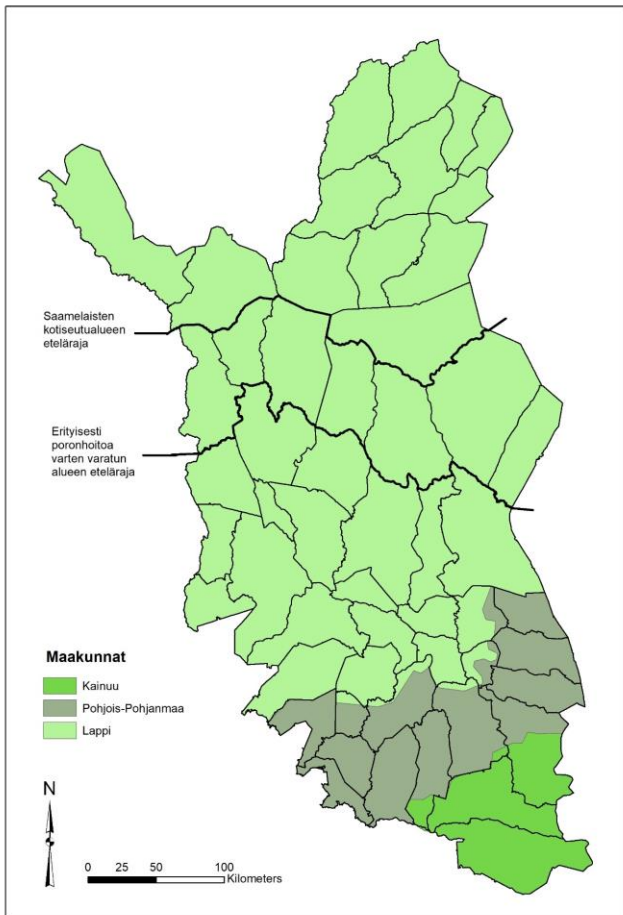 Saamelaisten
kotiseutualueen
eteläraja
Erityisesti
poronhoitoa
varten varatun
alueen eteläraja
Maakunnat
Kainuu
Pohjois-Pohjanmaa
Lappi
N
0 25 50 100
Kilometers